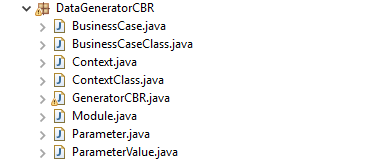 DataGeneratorCBR
BusinessCase.java
BusinessCaseClass.java
Context.java
ContextClass.java
GeneratorCBR.java
Module.java
Parameter.java
ParameterValue.java